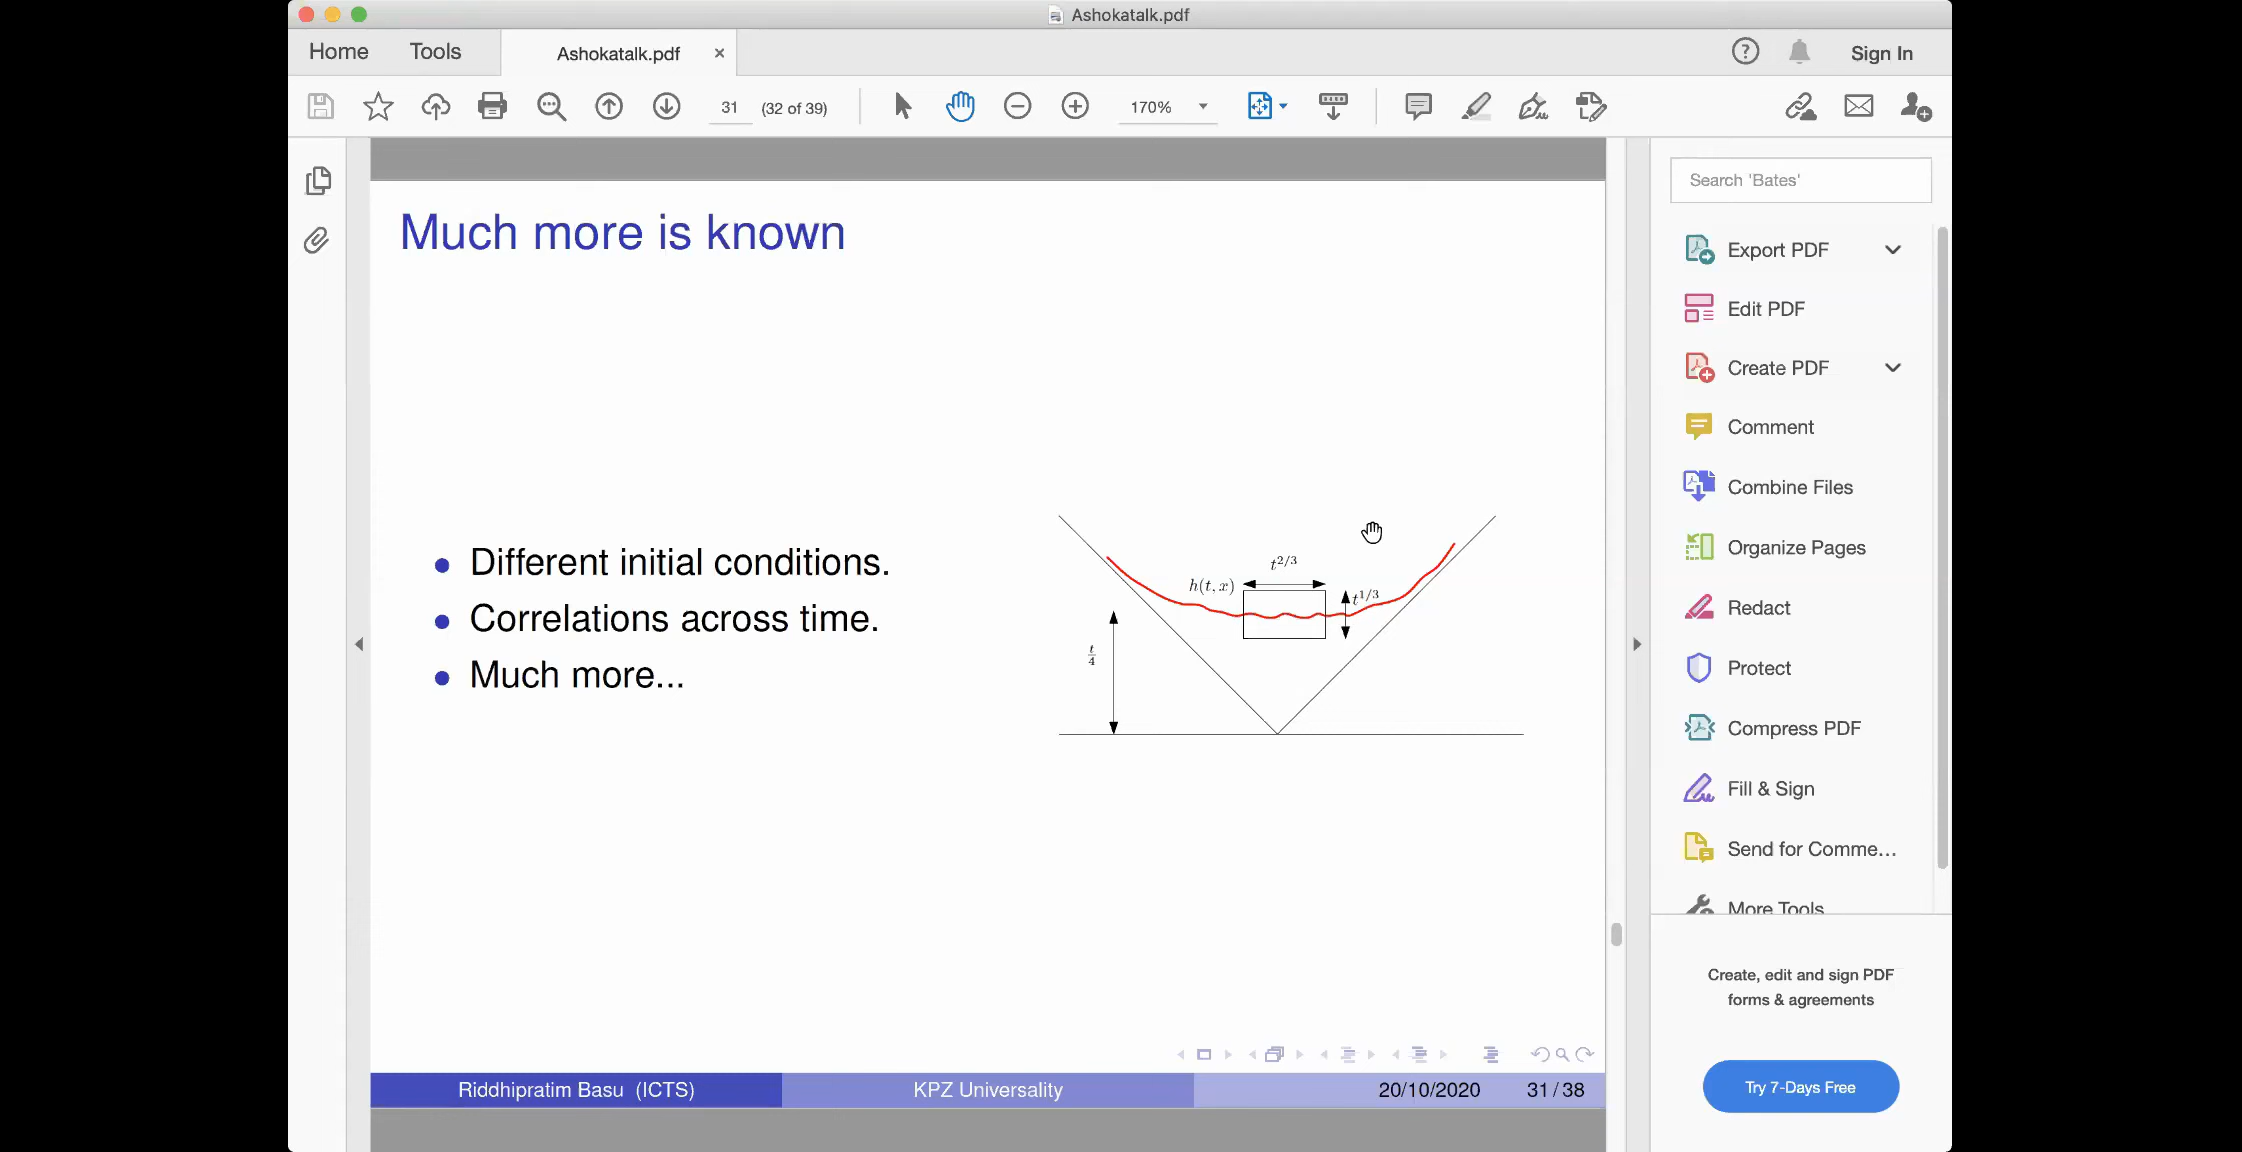 Ashokatalk.pdf
Home
Tools
Ashokatalk.pdf
Sign In
31
(32 of 39)
170%
Search 'Bates'
Much more is known
Export PDF
Edit PDF
Create PDF
Comment
Combine Files
Organize Pages
Redact
Protect
Compress PDF
Fill & Sign
Send for Comme...
More Tools
Different initial conditions.
Correlations across time.
Much more...
t^{2/3}
h(t, x)
t^{1/3}
t/4
Create, edit and sign PDF
forms & agreements
Try 7-Days Free
Riddhipratim Basu (ICTS)
KPZ Universality
20/10/2020
31 / 38